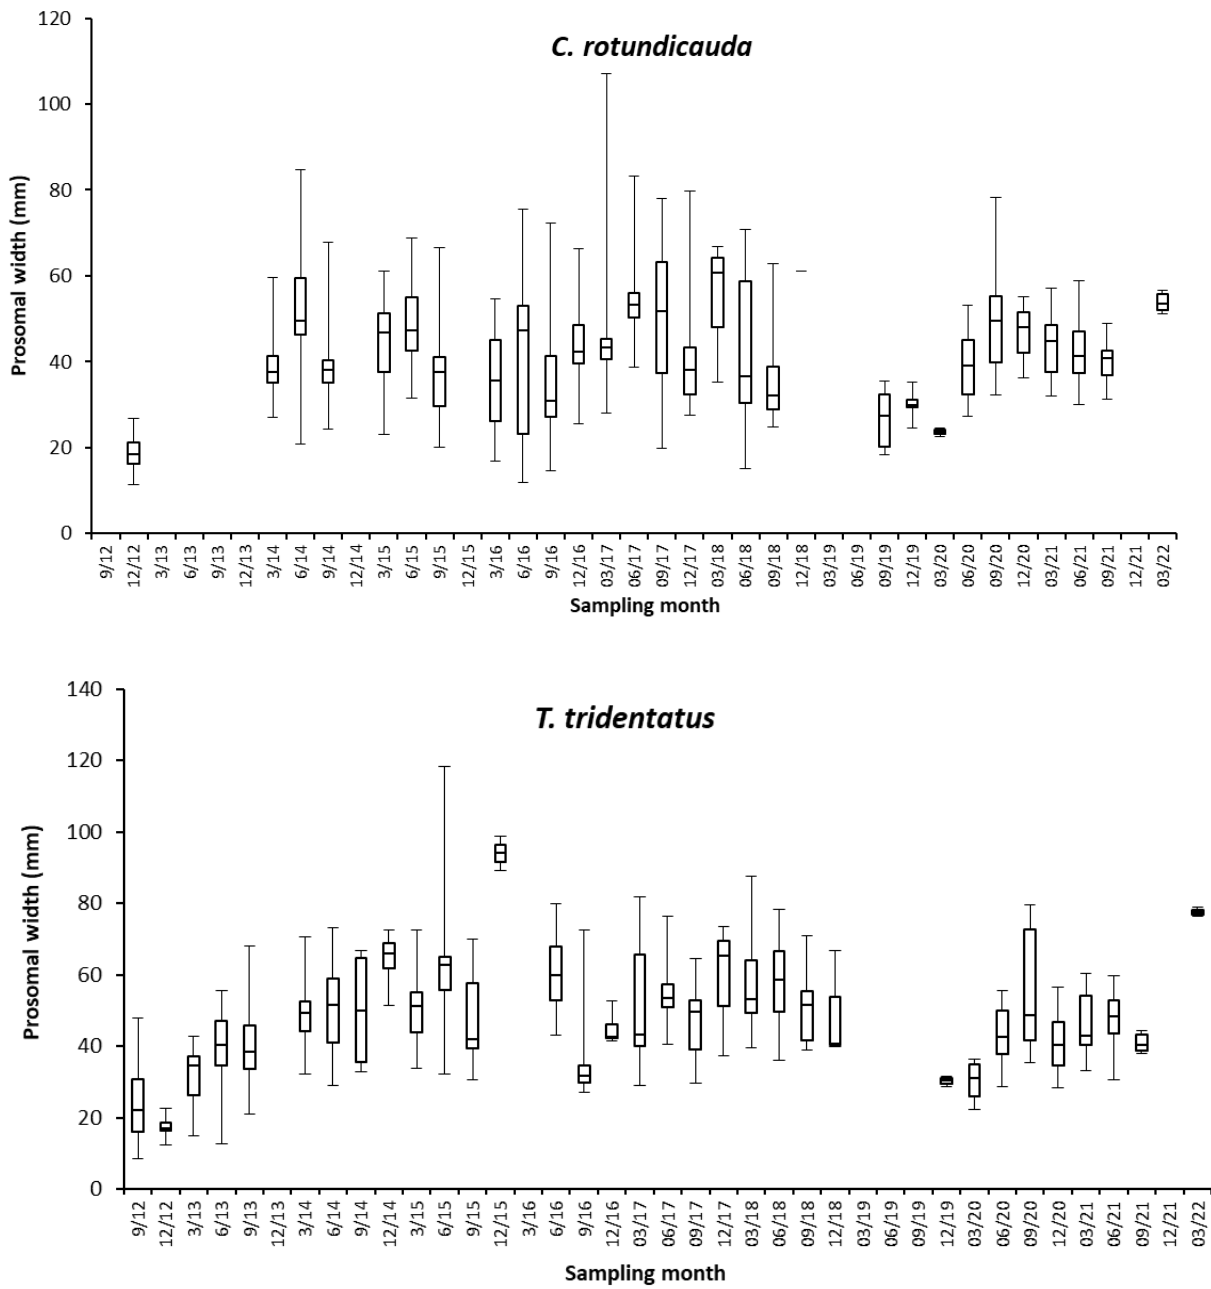 C. rotundicauda
Prosomal width (mm)
120
100
80
60
40
20
0
9/12 12/12 3/13 6/13 9/13 12/13 3/14 6/14 9/14 12/14 3/15 6/15 9/15 12/15 3/16 6/16 9/16 12/16 03/17 06/17 09/17 12/17 03/18 06/18 09/18 12/18 03/19 06/19 09/19 12/19 03/20 06/20 09/20 12/20 03/21 06/21 09/21 12/21 03/22
Sampling month
T. tridentatus
Prosomal width (mm)
140
120
100
80
60
40
20
0
9/12 12/12 3/13 6/13 9/13 12/13 3/14 6/14 9/14 12/14 3/15 6/15 9/15 12/15 3/16 6/16 9/16 12/16 03/17 06/17 09/17 12/17 03/18 06/18 09/18 12/18 03/19 06/19 09/19 12/19 03/20 06/20 09/20 12/20 03/21 06/21 09/21 12/21 03/22
Sampling month